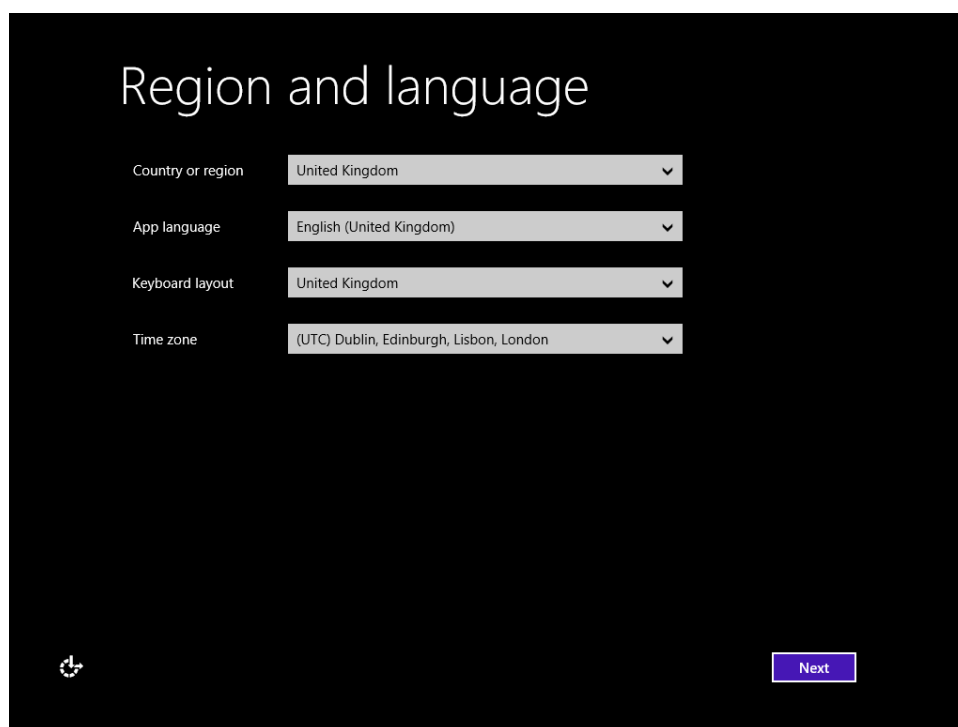 Region and language
Country or region United Kingdom
App language English (United Kingdom)
Keyboard layout United Kingdom
Time zone (UTC) Dublin, Edinburgh, Lisbon, London
Next